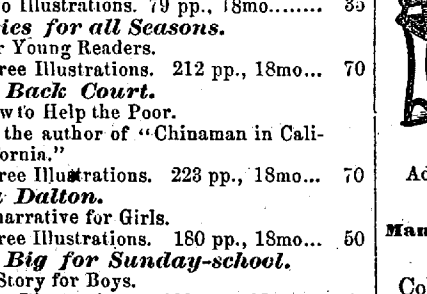 o Illustrations. 79 pp., 18mo........ 35
ies for all Seasons.
r Young Readers.
ree Illustrations. 212 pp., 18mo... 70
Back Court.
w to Help the Poor.
the author of “Chinaman in Cali-
ornia.”
ree Illustrations. 223 pp., 18mo... 70
Dalton.
narrative for Girls.
ree Illustrations. 180 pp., 18mo... 50
Big for Sunday-school.
Story for Boys.
Ad
Man
Co